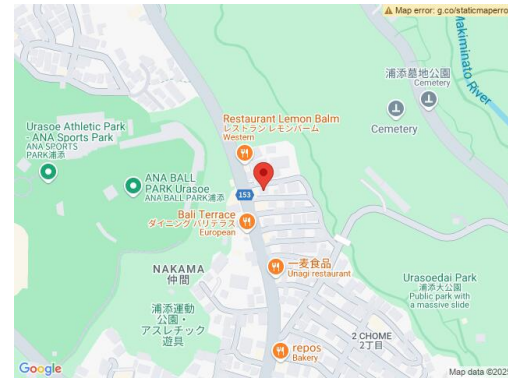 Map error: g.co/staticmaperro
Makiminato River
浦添墓地公園
Cemetery
Cemetery
Urasoe Athletic Park
- ANA Sports Park
ANA SPORTS
PARK浦添
Restaurant Lemon Balm
レストラン レモンバーム
Western
ANA BALL
PARK Urasoe
ANA BALL PARK浦添
153
Bali Terrace
ダイニング バリテラス
European
一麦食品
Unagi restaurant
NAKAMA
仲間
Urasoedai Park
浦添大公園
Public park with
a massive slide
浦添運動
公園・
アスレチック
遊具
2 CHOME
2丁目
repos
Bakery
Google
Map data ©2025